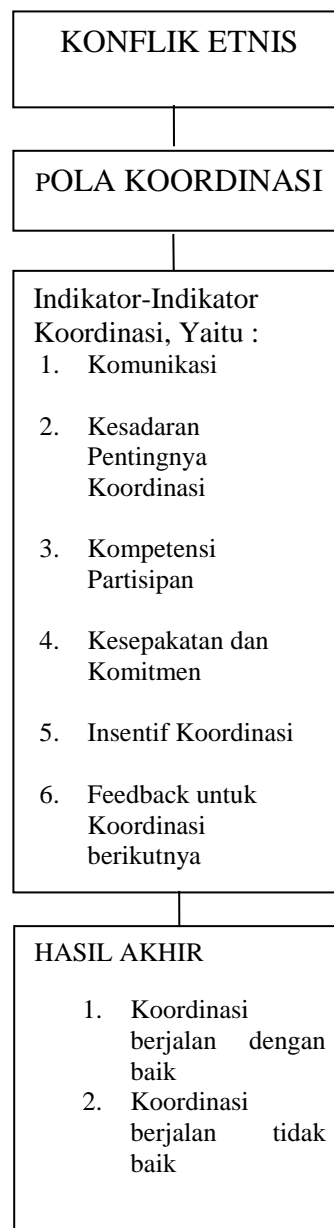 KONFLIK ETNIS
POLA KOORDINASI
Indikator-Indikator
Koordinasi, Yaitu :
1. Komunikasi
2. Kesadaran
Pentingnya
Koordinasi
3. Kompetensi
Partisipan
4. Kesepakatan dan
Komitmen
5. Insentif Koordinasi
6. Feedback untuk
Koordinasi
berikutnya
HASIL AKHIR
1. Koordinasi
berjalan dengan
baik
2. Koordinasi
berjalan tidak
baik